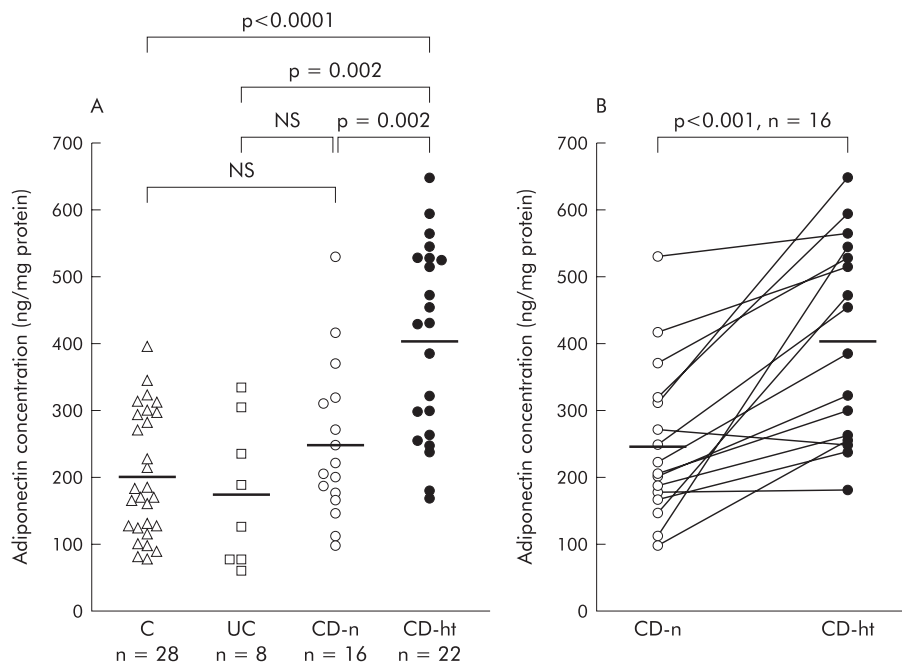 p<0.0001
p = 0.002
A
B
NS
p = 0.002
p<0.001, n = 16
NS
Adiponectin concentration (ng/mg protein)
700
600
500
400
300
200
100
0
C
UC
CD-n
CD-ht
n = 28
n = 8
n = 16
n = 22
Adiponectin concentration (ng/mg protein)
700
600
500
400
300
200
100
0
CD-n
CD-ht